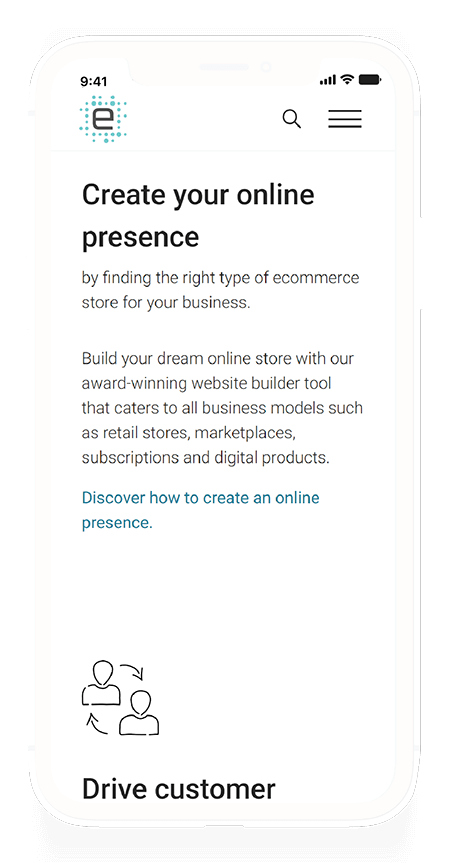 9:41
e
Create your online
presence
by finding the right type of ecommerce
store for your business.
Build your dream online store with our
award-winning website builder tool
that caters to all business models such
as retail stores, marketplaces,
subscriptions and digital products.
Discover how to create an online
presence.
Drive customer